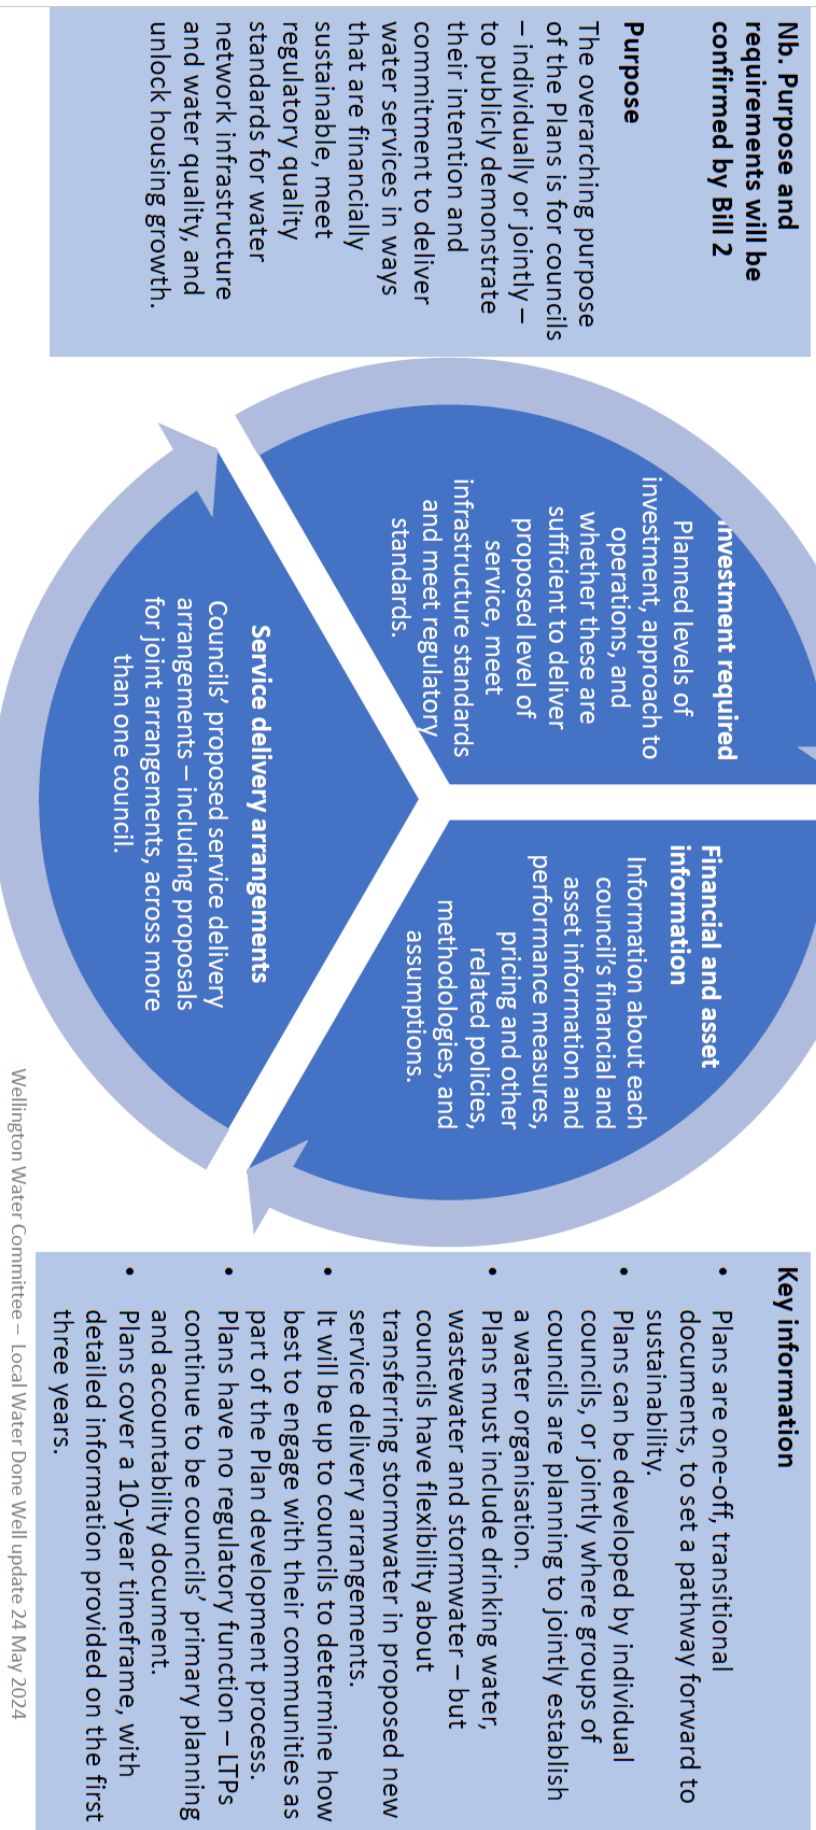 Nb. Purpose and
requirements will be
confirmed by Bill 2
Purpose
The overarching purpose
of the Plans is for councils
– individually or jointly –
to publicly demonstrate
their intention and
commitment to deliver
water services in ways
that are financially
sustainable, meet
regulatory quality
standards for water
network infrastructure
and water quality, and
unlock housing growth.
Investment required
Planned levels of
investment, approach to
operations, and
whether these are
sufficient to deliver
proposed level of
service, meet
infrastructure standards
and meet regulatory
standards.
Financial and asset
information
Information about each
council's financial and
asset information and
performance measures,
pricing and other
related policies,
methodologies, and
assumptions.
Service delivery arrangements
Councils' proposed service delivery
arrangements – including proposals
for joint arrangements, across more
than one council.
Key information
• Plans are one-off, transitional
documents, to set a pathway forward to
sustainability.
• Plans can be developed by individual
councils, or jointly where groups of
councils are planning to jointly establish
a water organisation.
• Plans must include drinking water,
wastewater and stormwater – but
councils have flexibility about
transferring stormwater in proposed new
service delivery arrangements.
• It will be up to councils to determine how
best to engage with their communities as
part of the Plan development process.
• Plans have no regulatory function – LTPs
continue to be councils' primary planning
and accountability document.
• Plans cover a 10-year timeframe, with
detailed information provided on the first
three years.
Wellington Water Committee – Local Water Done Well update 24 May 2024